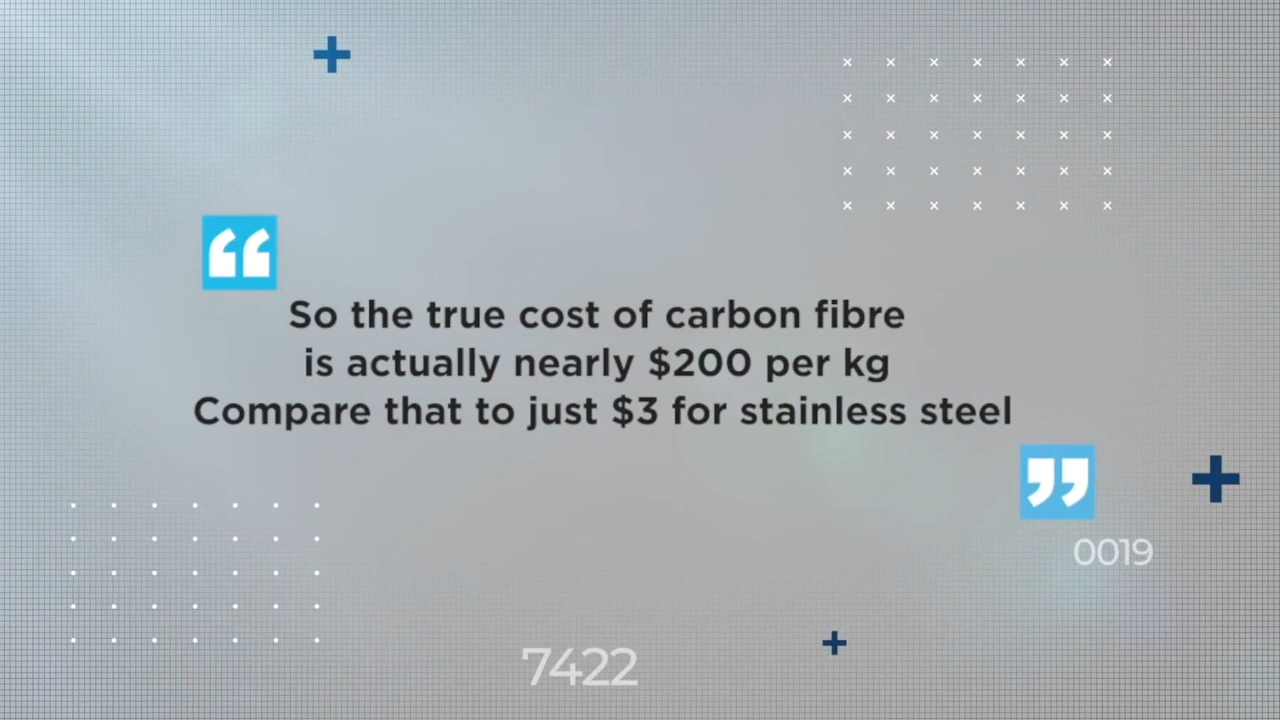 “
So the true cost of carbon fibre
is actually nearly $200 per kg
Compare that to just $3 for stainless steel
”
0019
7422